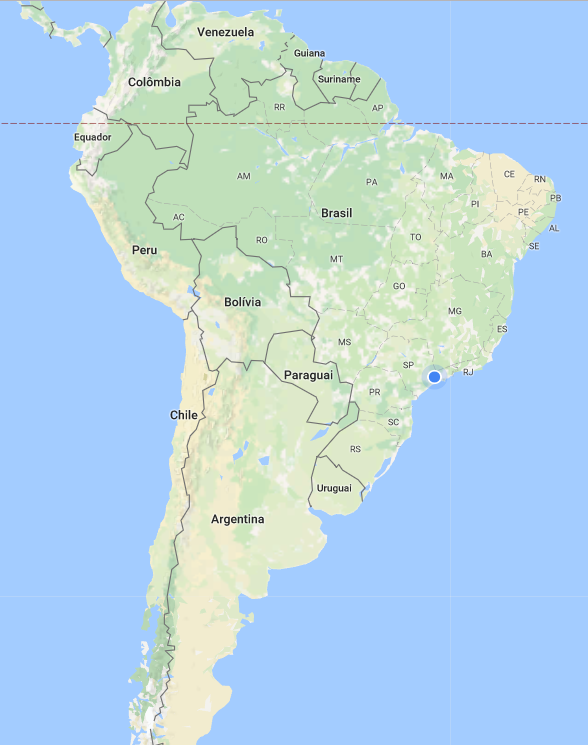 Venezuela
Guiana
Suriname
Colômbia
RR
AP
Equador
AM
PA
MA
CE
RN
PB
PI
PE
AL
SE
AC
Brasil
TO
BA
RO
MT
Peru
GO
Bolívia
MG
ES
MS
SP
RJ
Paraguai
PR
Chile
SC
RS
Uruguai
Argentina